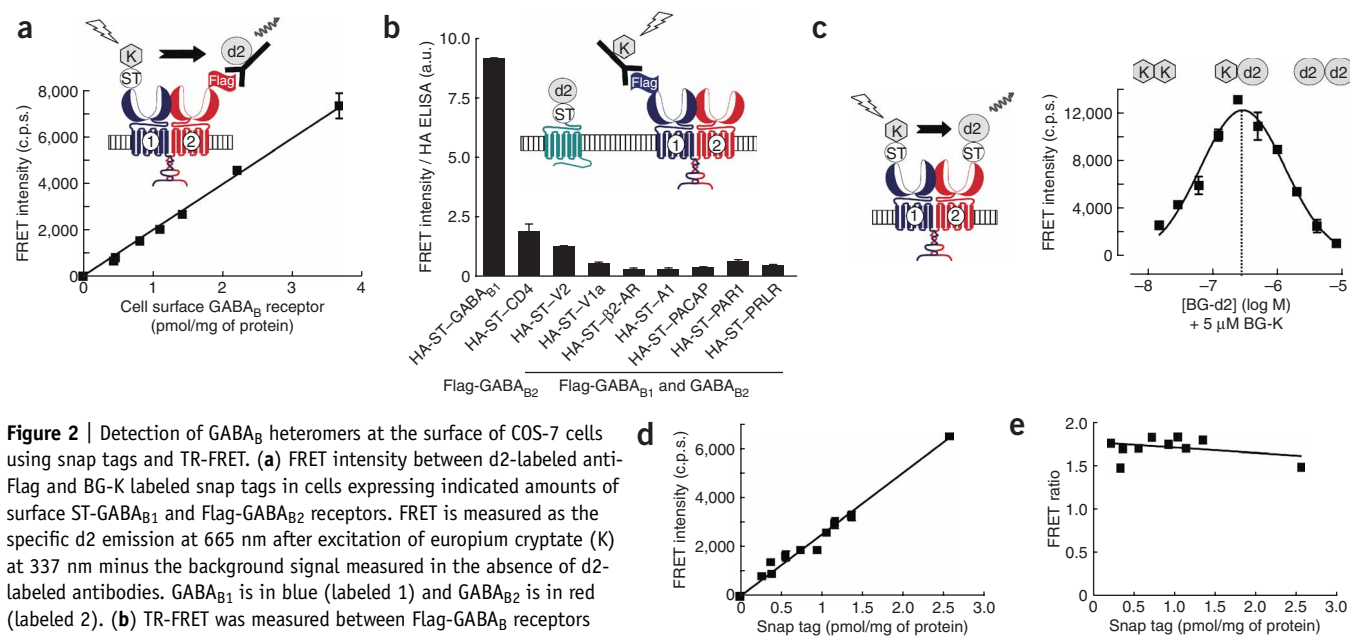 a
K
ST
d2
Flag
1
2
FRET intensity (c.p.s.)
8,000
6,000
4,000
2,000
0
0
1
2
3
4
Cell surface GABAB receptor
(pmol/mg of protein)
b
FRET intensity / HA ELISA (a.u.)
10.0
7.5
5.0
2.5
0
d2
ST
K
Flag
1
2
HA-ST–GABAB1
HA-ST–CD4
HA-ST–V2
HA-ST–V1a
HA-ST–β2-AR
HA-ST–A1
HA-ST–PACAP
HA-ST–PAR1
HA-ST–PRLR
Flag-GABAB2
Flag-GABAB1 and GABAB2
c
K
ST
d2
ST
1
2
K K
K d2
d2 d2
FRET intensity (c.p.s.)
12,000
8,000
4,000
12,000
0
–8
–7
–6
–5
[BG-d2] (log M)
+ 5 µM BG-K
Figure 2 | Detection of GABAB heteromers at the surface of COS-7 cells
using snap tags and TR-FRET. (a) FRET intensity between d2-labeled anti-
Flag and BG-K labeled snap tags in cells expressing indicated amounts of
surface ST-GABAB1 and Flag-GABAB2 receptors. FRET is measured as the
specific d2 emission at 665 nm after excitation of europium cryptate (K)
at 337 nm minus the background signal measured in the absence of d2-
labeled antibodies. GABAB1 is in blue (labeled 1) and GABAB2 is in red
(labeled 2). (b) TR-FRET was measured between Flag-GABAB receptors
d
FRET intensity (c.p.s.)
6,000
4,000
2,000
0
0
0.5
1
1.5
2.0
2.5
3.0
Snap tag (pmol/mg of protein)
e
FRET ratio
2.0
1.5
1.0
0.5
0
0
0.5
1.0
1.5
2.0
2.5
3.0
Snap tag (pmol/mg of protein)